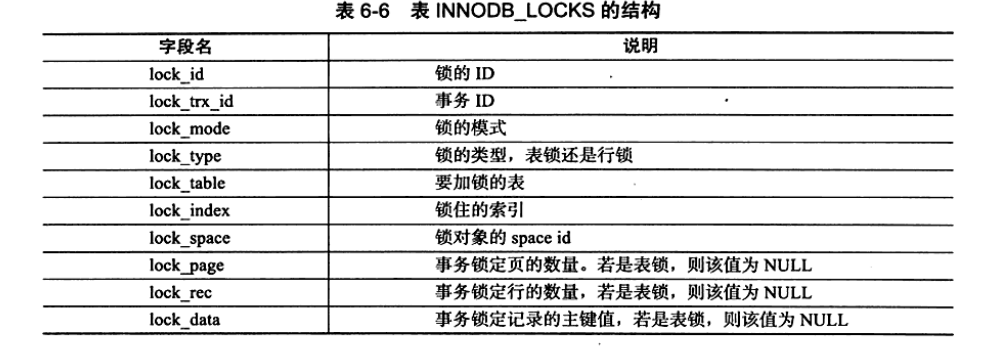 表 6-6 表 INNODB_LOCKS 的结构
字段名 说明
lock_id 锁的 ID
lock_trx_id 事务 ID
lock_mode 锁的模式
lock_type 锁的类型，表锁还是行锁
lock_table 要加锁的表
lock_index 锁住的索引
lock_space 锁对象的 space id
lock_page 事务锁定页的数量。若是表锁，则该值为 NULL
lock_rec 事务锁定行的数量，若是表锁，则该值为 NULL
lock_data 事务锁定记录的主键值，若是表锁，则该值为 NULL